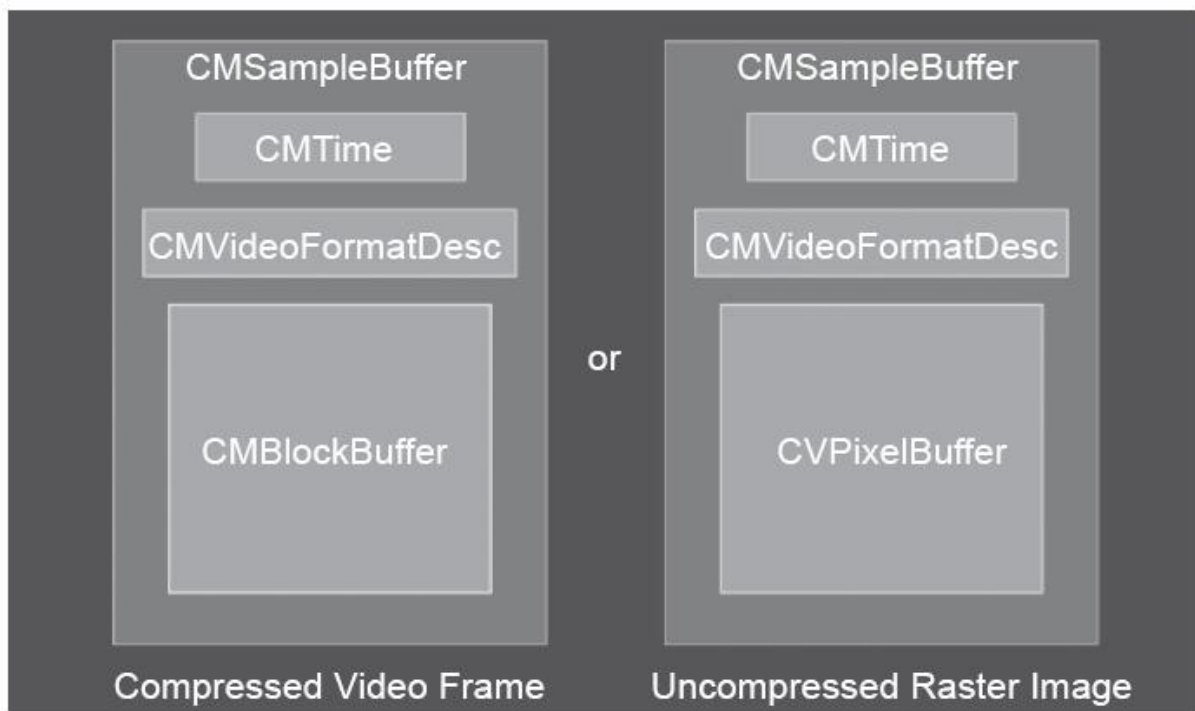 CMSampleBuffer
CMTime
CMVideoFormatDesc
CMBlockBuffer
Compressed Video Frame
or
CMSampleBuffer
CMTime
CMVideoFormatDesc
CVPixelBuffer
Uncompressed Raster Image